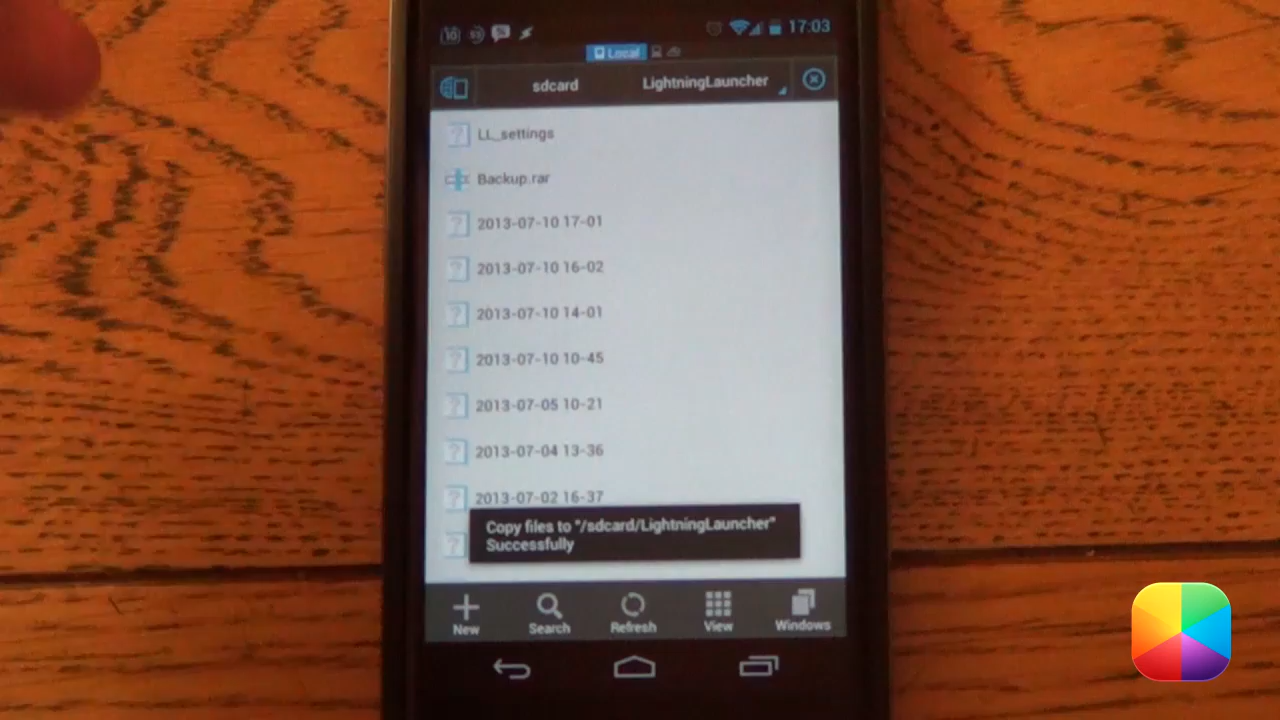 17:03
Local
sdcard
LightningLauncher
LL_settings
Backup.rar
2013-07-10 17-01
2013-07-10 16-02
2013-07-10 14-01
2013-07-10 10-45
2013-07-05 10-21
2013-07-04 13-36
2013-07-02 16-37
Copy files to "/sdcard/LightningLauncher"
Successfully
New
Search
Refresh
View
Windows